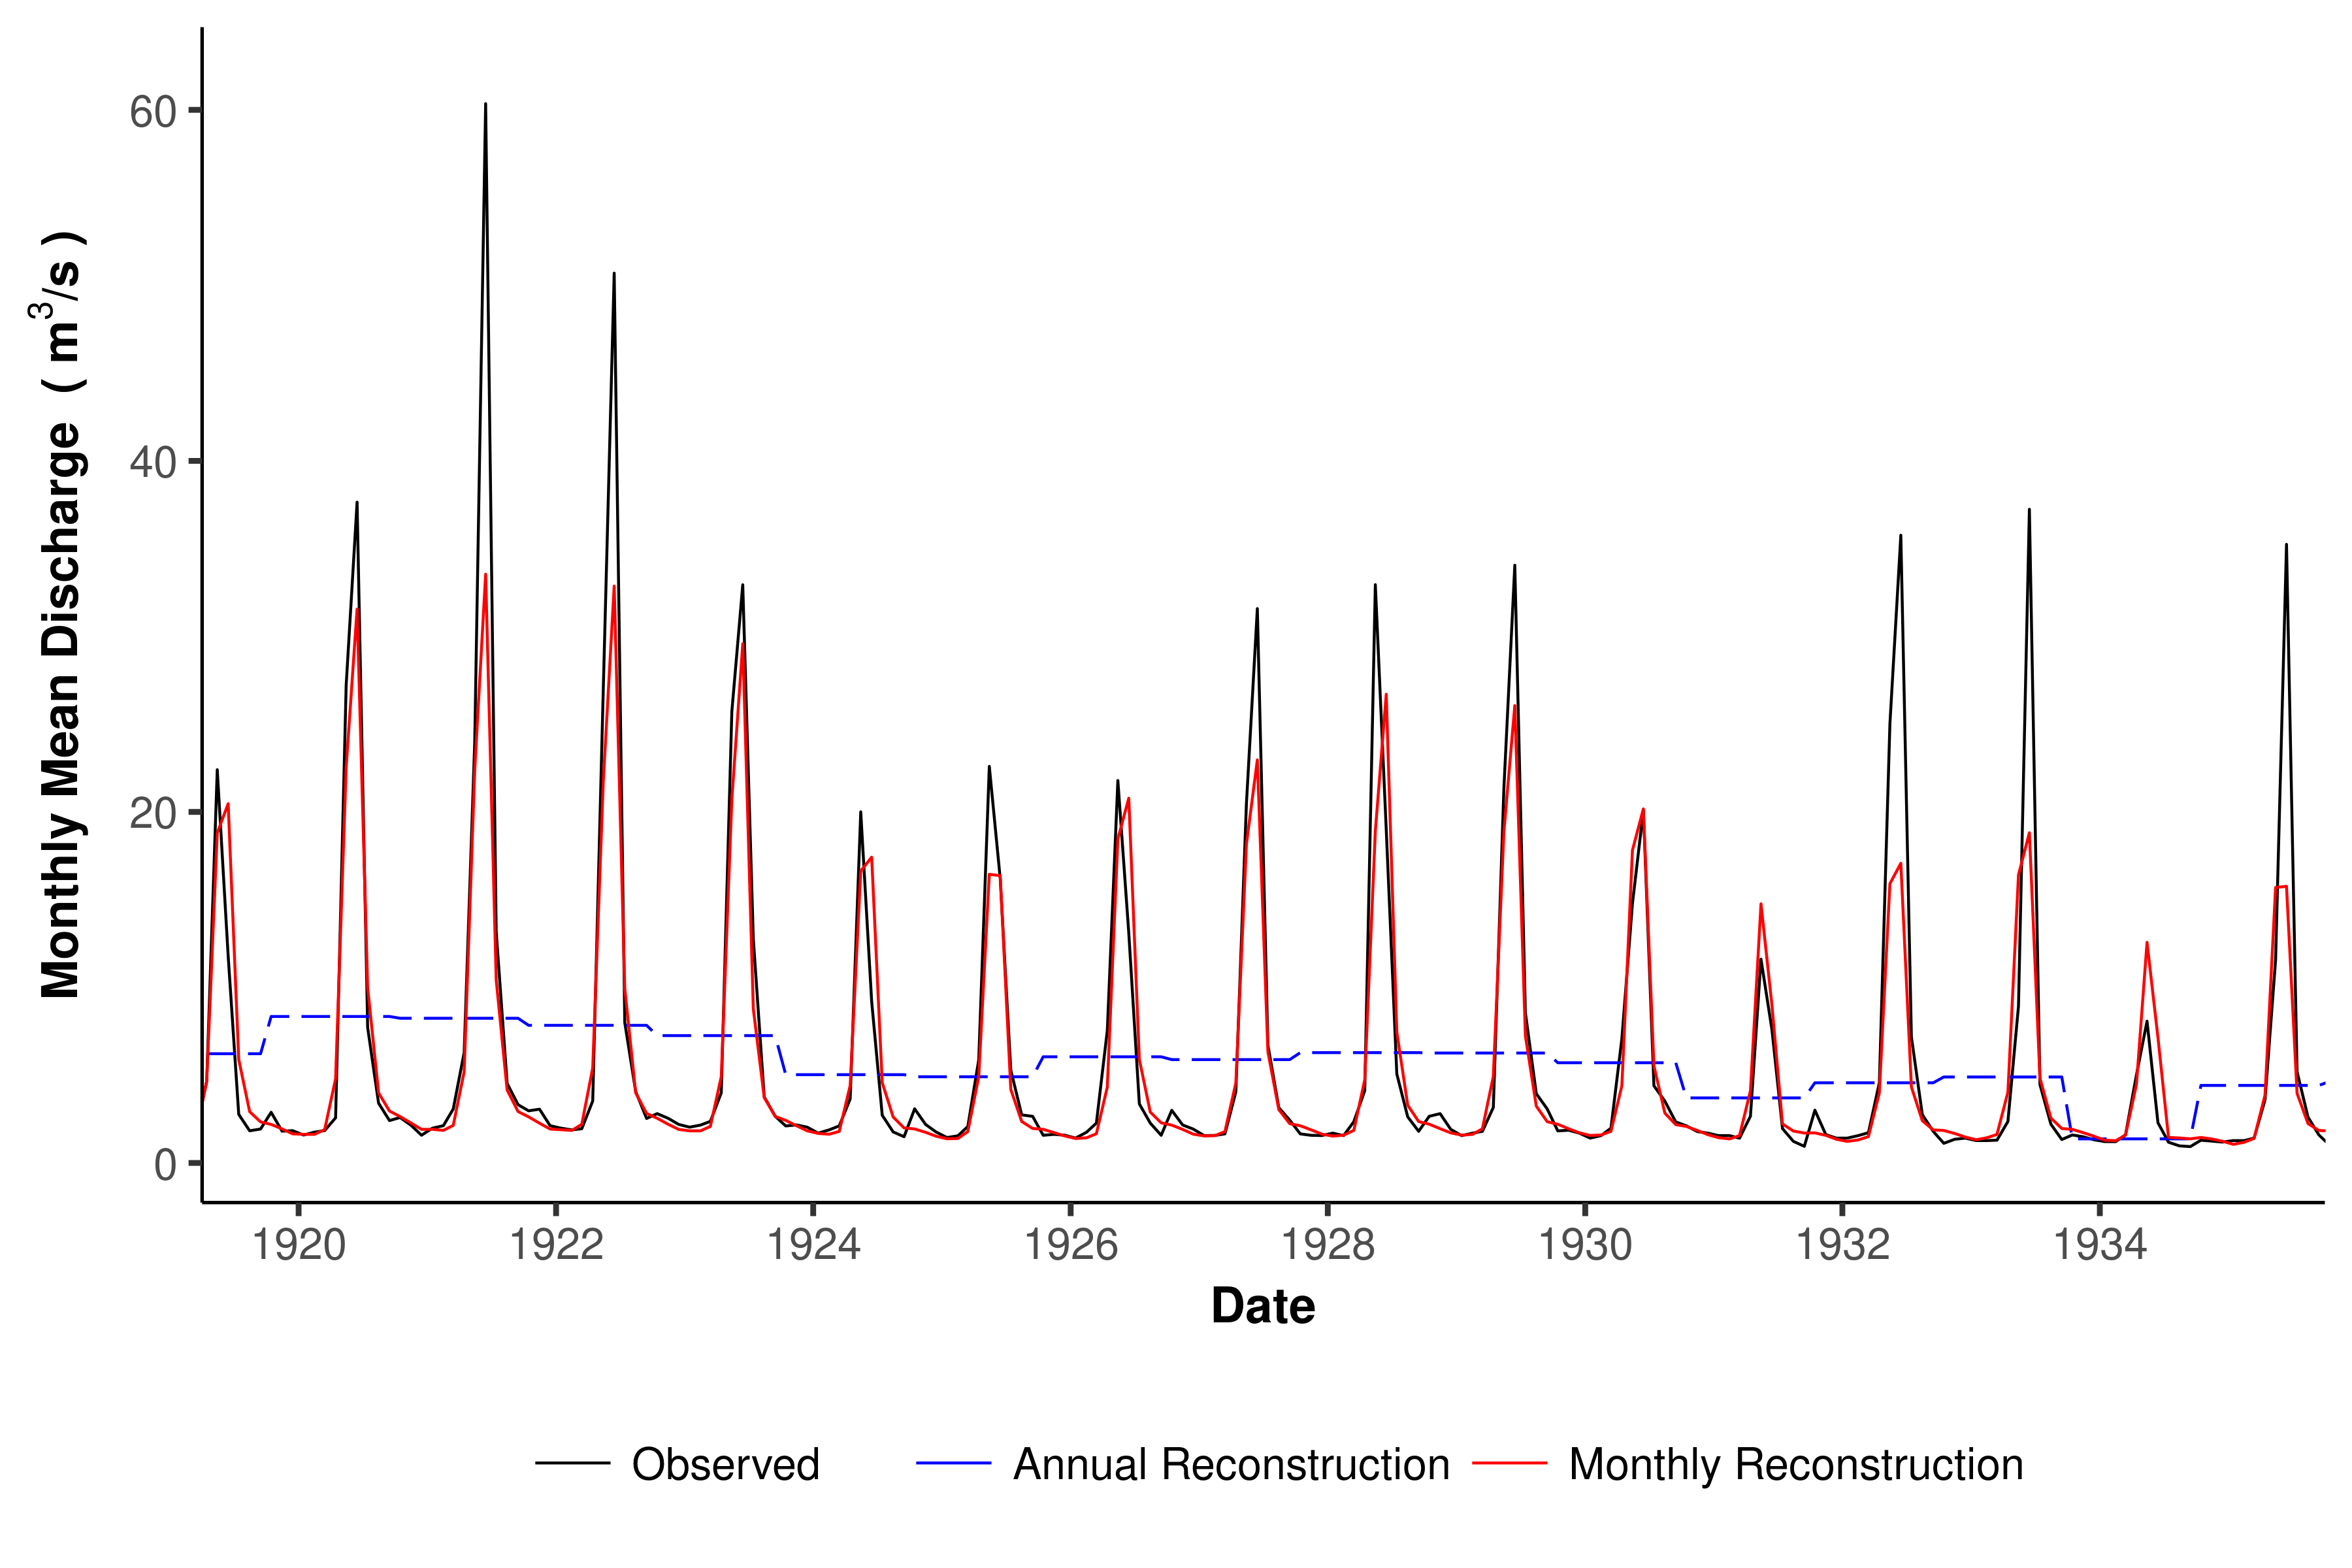 Monthly Mean Discharge ( m3/s )
60
40
20
0
1920 1922 1924 1926 1928 1930 1932 1934
Date
Observed Annual Reconstruction Monthly Reconstruction